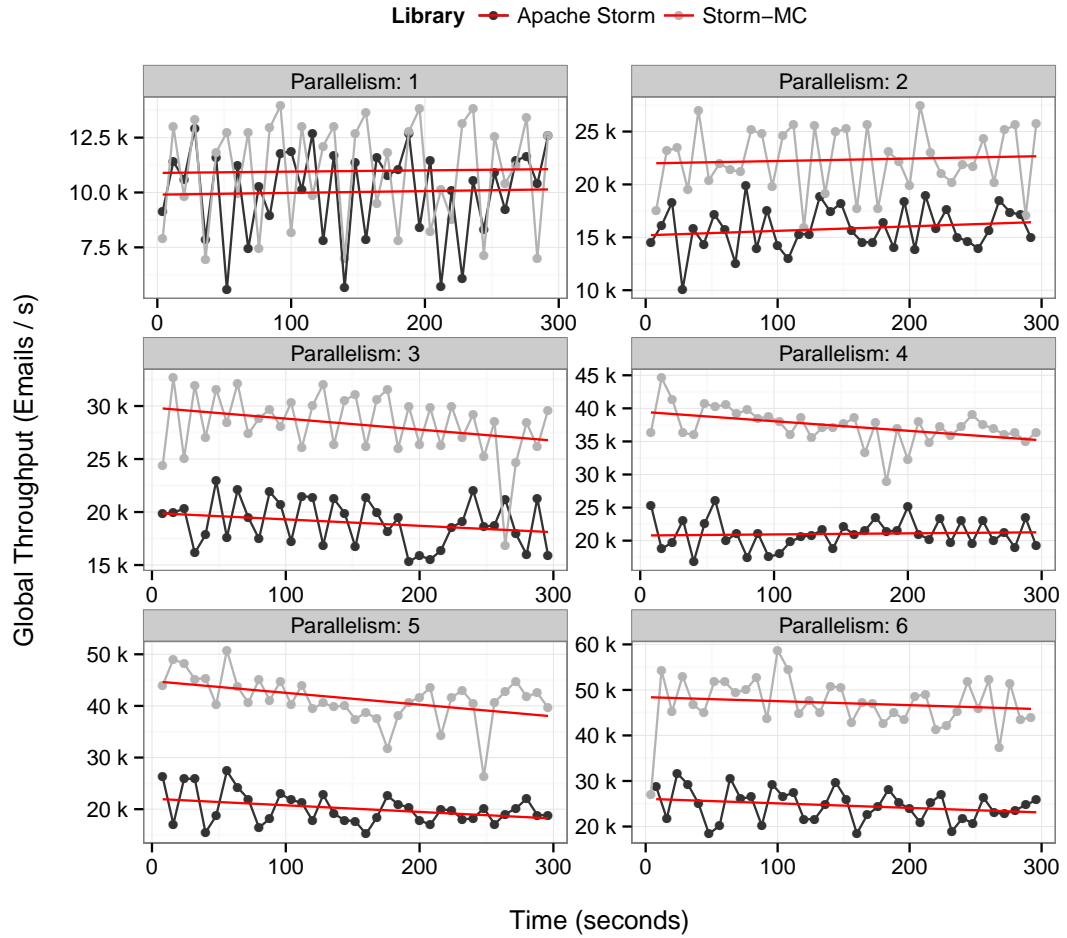 Library Apache Storm Storm−MC
Parallelism: 1 Parallelism: 2
12.5 k
10.0 k
7.5 k
0 100 200 300
25 k
20 k
15 k
10 k
0 100 200 300
Parallelism: 3 Parallelism: 4
30 k
25 k
20 k
15 k
0 100 200 300
45 k
40 k
35 k
30 k
25 k
20 k
0 100 200 300
Parallelism: 5 Parallelism: 6
50 k
40 k
30 k
20 k
0 100 200 300
60 k
50 k
40 k
30 k
20 k
0 100 200 300
Global Throughput (Emails / s)
Time (seconds)